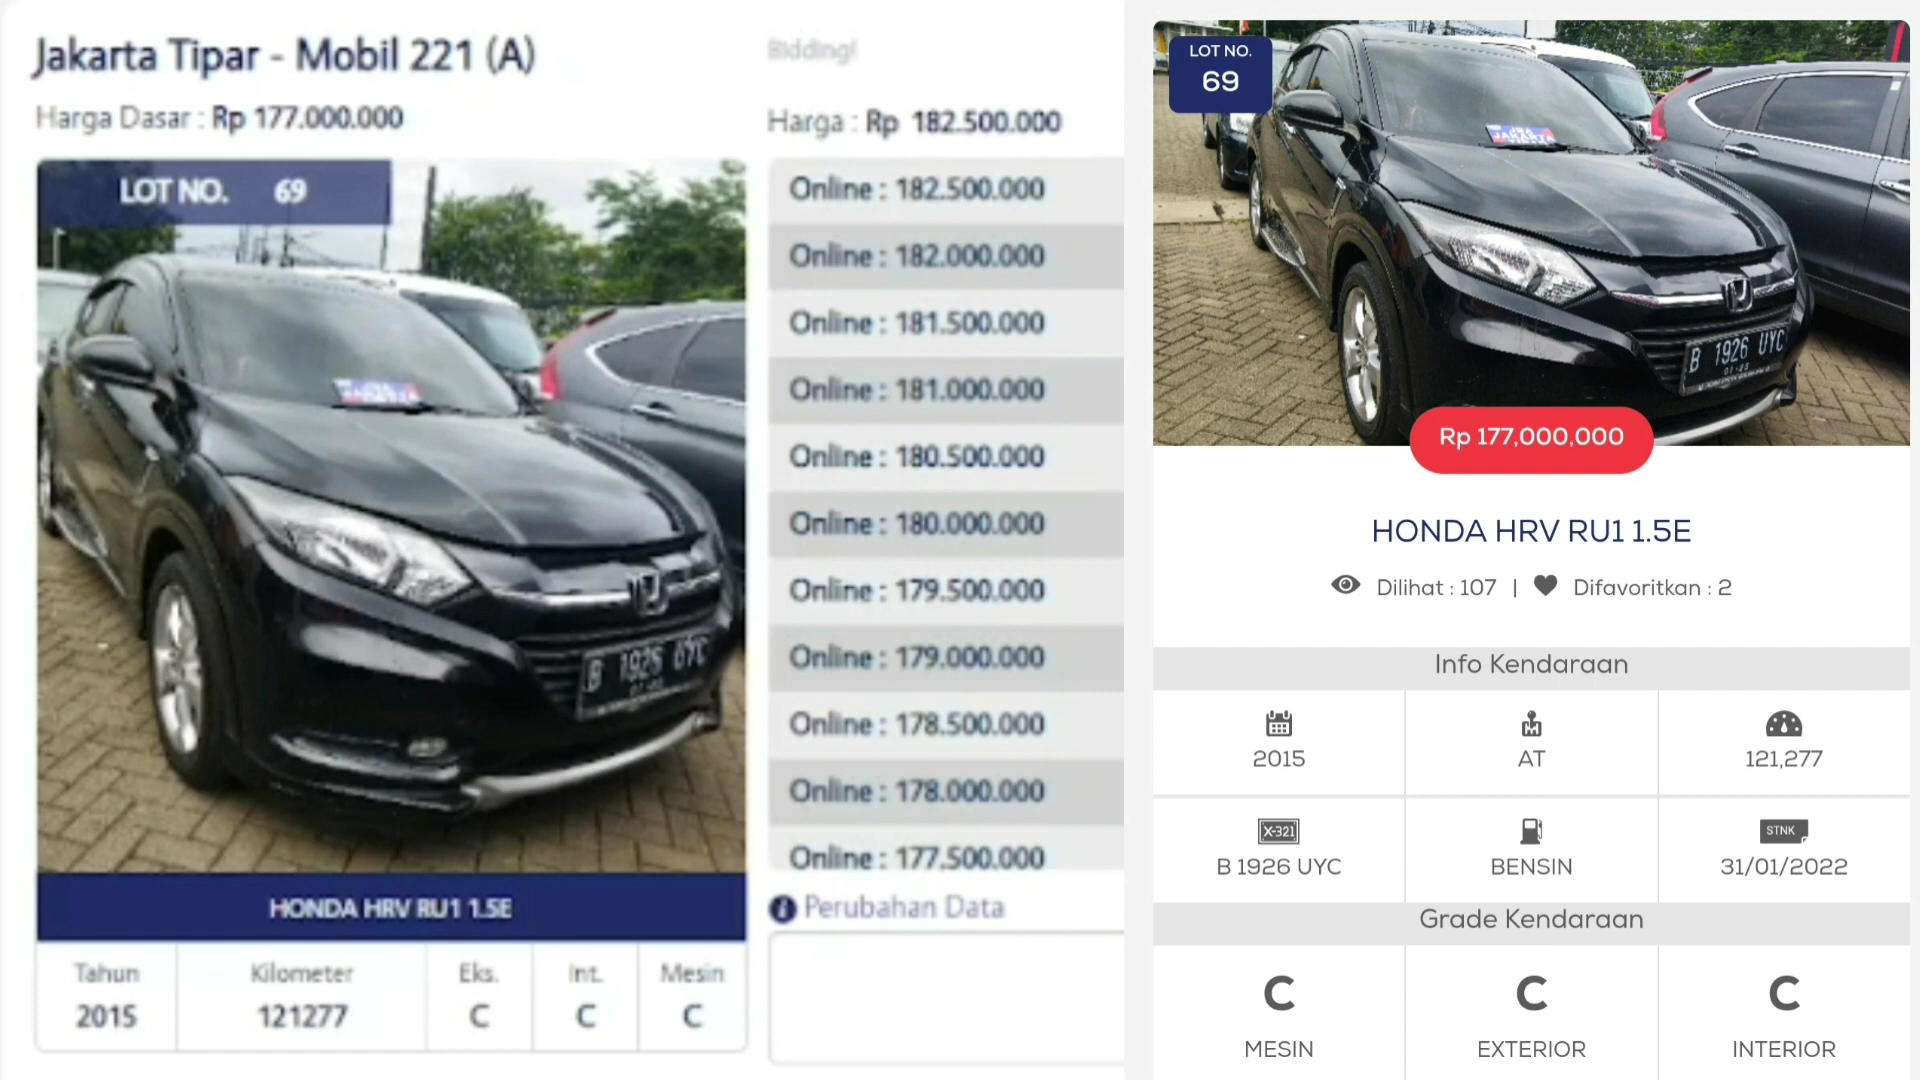 Jakarta Tipar - Mobil 221 (A)
Harga Dasar : Rp 177.000.000
LOT NO. 69
B 1926 UYC
HONDA HRV RU1 1.5E
Tahun Kilometer Eks. Int. Mesin
2015 121277 C C C
Bidding!
Harga : Rp 182.500.000
Online : 182.500.000
Online : 182.000.000
Online : 181.500.000
Online : 181.000.000
Online : 180.500.000
Online : 180.000.000
Online : 179.500.000
Online : 179.000.000
Online : 178.500.000
Online : 178.000.000
Online : 177.500.000
Perubahan Data
LOT NO.
69
JBA
JAKARTA
B 1926 UYC
Rp 177,000,000
HONDA HRV RU1 1.5E
Dilihat : 107 | Difavoritkan : 2
Info Kendaraan
2015 AT 121,277
X-321 STNK
B 1926 UYC BENSIN 31/01/2022
Grade Kendaraan
C C C
MESIN EXTERIOR INTERIOR